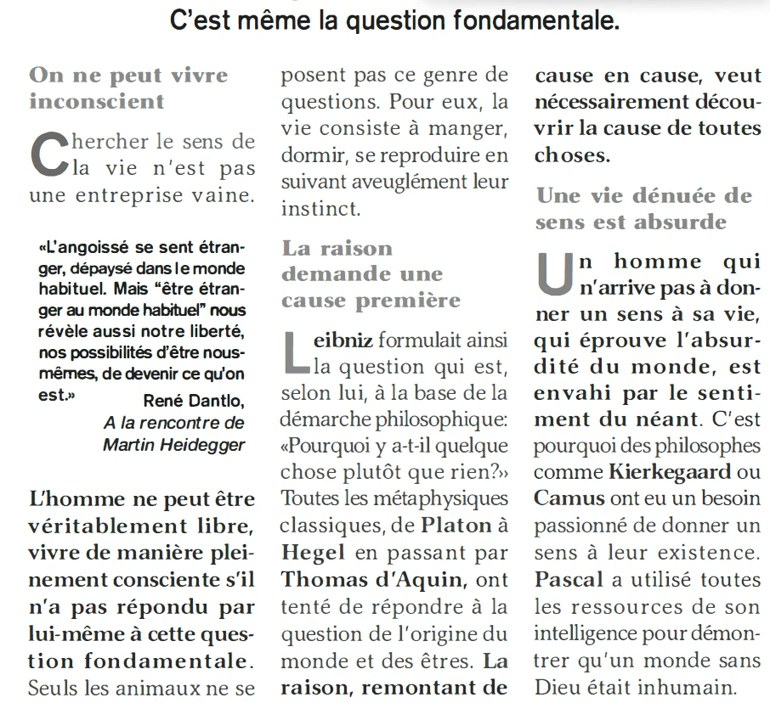 C'est même la question fondamentale.
On ne peut vivre
inconscient
Chercher le sens de
la vie n'est pas
une entreprise vaine.
«L'angoissé se sent étran-
ger, dépaysé dans le monde
habituel. Mais "être étran-
ger au monde habituel" nous
révèle aussi notre liberté,
nos possibilités d'être nous-
mêmes, de devenir ce qu'on
est.»
René Dantlo,
A la rencontre de
Martin Heidegger
L'homme ne peut être
véritablement libre,
vivre de manière plei-
nement consciente s'il
n'a pas répondu par
lui-même à cette ques-
tion fondamentale.
Seuls les animaux ne se
posent pas ce genre de
questions. Pour eux, la
vie consiste à manger,
dormir, se reproduire en
suivant aveuglément leur
instinct.
La raison
demande une
cause première
Leibniz formulait ainsi
la question qui est,
selon lui, à la base de la
démarche philosophique:
«Pourquoi y a-t-il quelque
chose plutôt que rien?»
Toutes les métaphysiques
classiques, de Platon à
Hegel en passant par
Thomas d'Aquin, ont
tenté de répondre à la
question de l'origine du
monde et des êtres. La
raison, remontant de
cause en cause, veut
nécessairement décou-
vrir la cause de toutes
choses.
Une vie dénuée de
sens est absurde
Un homme qui
n'arrive pas à don-
ner un sens à sa vie,
qui éprouve l'absur-
dité du monde, est
envahi par le senti-
ment du néant. C'est
pourquoi des philosophes
comme Kierkegaard ou
Camus ont eu un besoin
passionné de donner un
sens à leur existence.
Pascal a utilisé toutes
les ressources de son
intelligence pour démon-
trer qu'un monde sans
Dieu était inhumain.